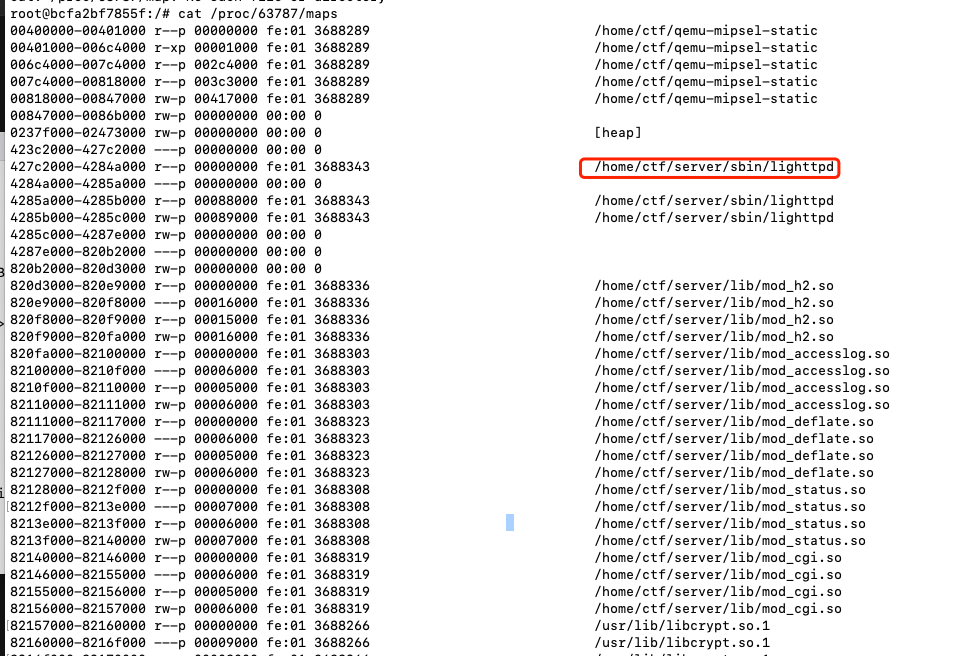 root@bcfa2bf7855f:/# cat /proc/63787/maps
00400000-00401000 r--p 00000000 fe:01 3688289 /home/ctf/qemu-mipsel-static
00401000-006c4000 r-xp 00001000 fe:01 3688289 /home/ctf/qemu-mipsel-static
006c4000-007c4000 r--p 002c4000 fe:01 3688289 /home/ctf/qemu-mipsel-static
007c4000-00818000 r--p 003c3000 fe:01 3688289 /home/ctf/qemu-mipsel-static
00818000-00847000 rw-p 00417000 fe:01 3688289 /home/ctf/qemu-mipsel-static
00847000-0086b000 rw-p 00000000 00:00 0
0237f000-02473000 rw-p 00000000 00:00 0 [heap]
423c2000-427c2000 ---p 00000000 00:00 0
427c2000-4284a000 r--p 00000000 fe:01 3688343 /home/ctf/server/sbin/lighttpd
4284a000-4285a000 ---p 00000000 00:00 0
4285a000-4285b000 r--p 00088000 fe:01 3688343 /home/ctf/server/sbin/lighttpd
4285b000-4285c000 rw-p 00089000 fe:01 3688343 /home/ctf/server/sbin/lighttpd
4285c000-4287e000 rw-p 00000000 00:00 0
4287e000-820b2000 ---p 00000000 00:00 0
820b2000-820d3000 rw-p 00000000 00:00 0
820d3000-820e9000 r--p 00000000 fe:01 3688336 /home/ctf/server/lib/mod_h2.so
820e9000-820f8000 ---p 00016000 fe:01 3688336 /home/ctf/server/lib/mod_h2.so
820f8000-820f9000 r--p 00015000 fe:01 3688336 /home/ctf/server/lib/mod_h2.so
820f9000-820fa000 rw-p 00016000 fe:01 3688336 /home/ctf/server/lib/mod_h2.so
820fa000-82100000 r--p 00000000 fe:01 3688303 /home/ctf/server/lib/mod_accesslog.so
82100000-8210f000 ---p 00006000 fe:01 3688303 /home/ctf/server/lib/mod_accesslog.so
8210f000-82110000 r--p 00005000 fe:01 3688303 /home/ctf/server/lib/mod_accesslog.so
82110000-82111000 rw-p 00006000 fe:01 3688303 /home/ctf/server/lib/mod_accesslog.so
82111000-82117000 r--p 00000000 fe:01 3688323 /home/ctf/server/lib/mod_deflate.so
82117000-82126000 ---p 00006000 fe:01 3688323 /home/ctf/server/lib/mod_deflate.so
82126000-82127000 r--p 00005000 fe:01 3688323 /home/ctf/server/lib/mod_deflate.so
82127000-82128000 rw-p 00006000 fe:01 3688323 /home/ctf/server/lib/mod_deflate.so
82128000-8212f000 r--p 00000000 fe:01 3688308 /home/ctf/server/lib/mod_status.so
8212f000-8213e000 ---p 00007000 fe:01 3688308 /home/ctf/server/lib/mod_status.so
8213e000-8213f000 r--p 00006000 fe:01 3688308 /home/ctf/server/lib/mod_status.so
8213f000-82140000 rw-p 00007000 fe:01 3688308 /home/ctf/server/lib/mod_status.so
82140000-82146000 r--p 00000000 fe:01 3688319 /home/ctf/server/lib/mod_cgi.so
82146000-82155000 ---p 00006000 fe:01 3688319 /home/ctf/server/lib/mod_cgi.so
82155000-82156000 r--p 00005000 fe:01 3688319 /home/ctf/server/lib/mod_cgi.so
82156000-82157000 rw-p 00006000 fe:01 3688319 /home/ctf/server/lib/mod_cgi.so
82157000-82160000 r--p 00000000 fe:01 3688266 /usr/lib/libcrypt.so.1
82160000-8216f000 ---p 00009000 fe:01 3688266 /usr/lib/libcrypt.so.1